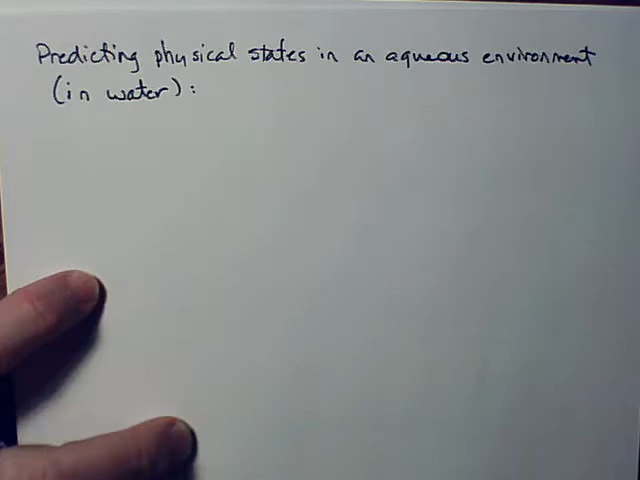 Predicting physical states in an aqueous environment
(in water):